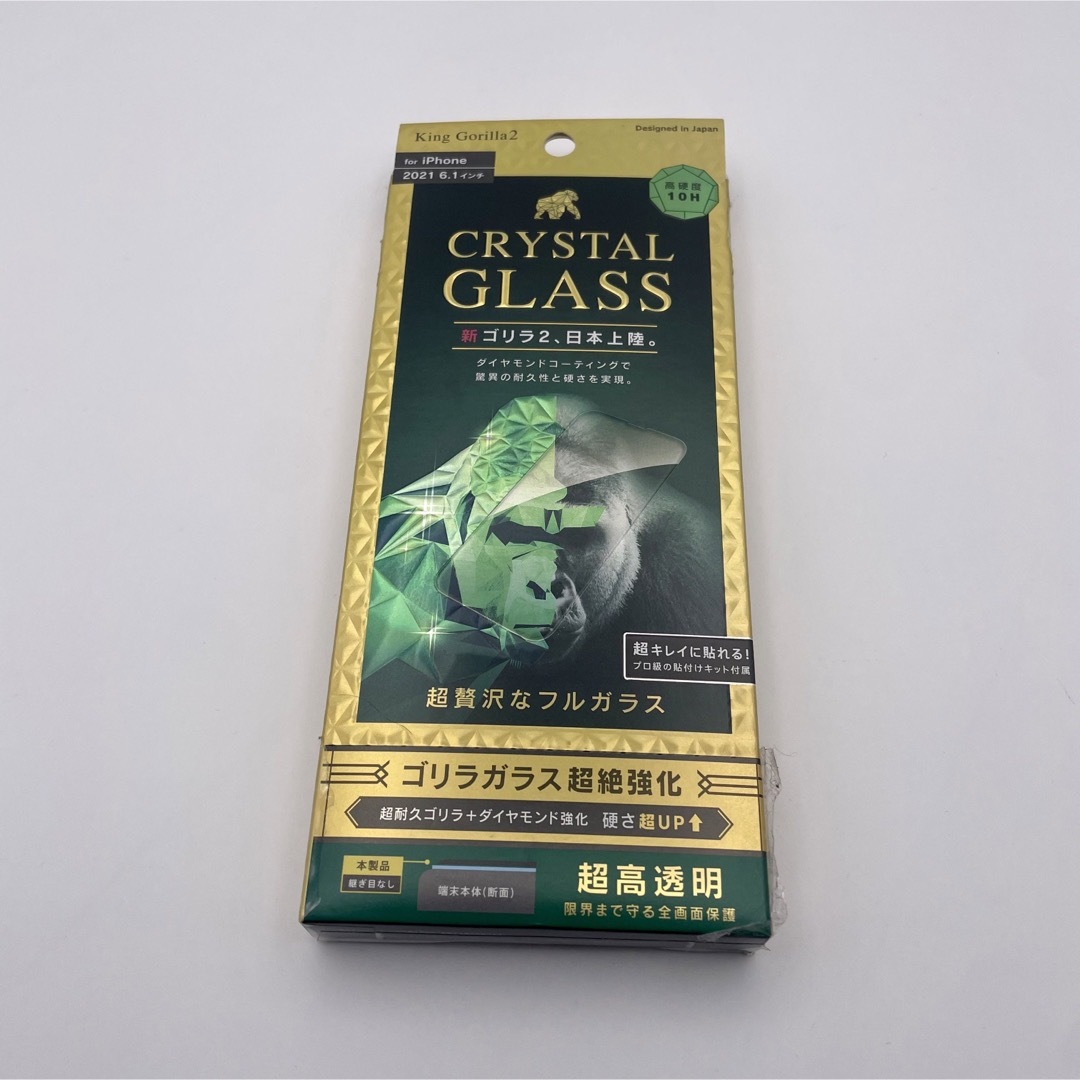 King Gorilla2
Designed in Japan
for iPhone
2021 6.1インチ
高硬度
10H
CRYSTAL
GLASS
新ゴリラ2、日本上陸。
ダイヤモンドコーティングで
驚異の耐久性と硬さを実現。
超キレイに貼れる!
プロ級の貼付けキット付属
超贅沢なフルガラス
ゴリラガラス超絶強化
超耐久ゴリラ+ダイヤモンド強化 硬さ超UP↑
本製品
継ぎ目なし
端末本体(断面)
超高透明
限界まで守る全画面保護